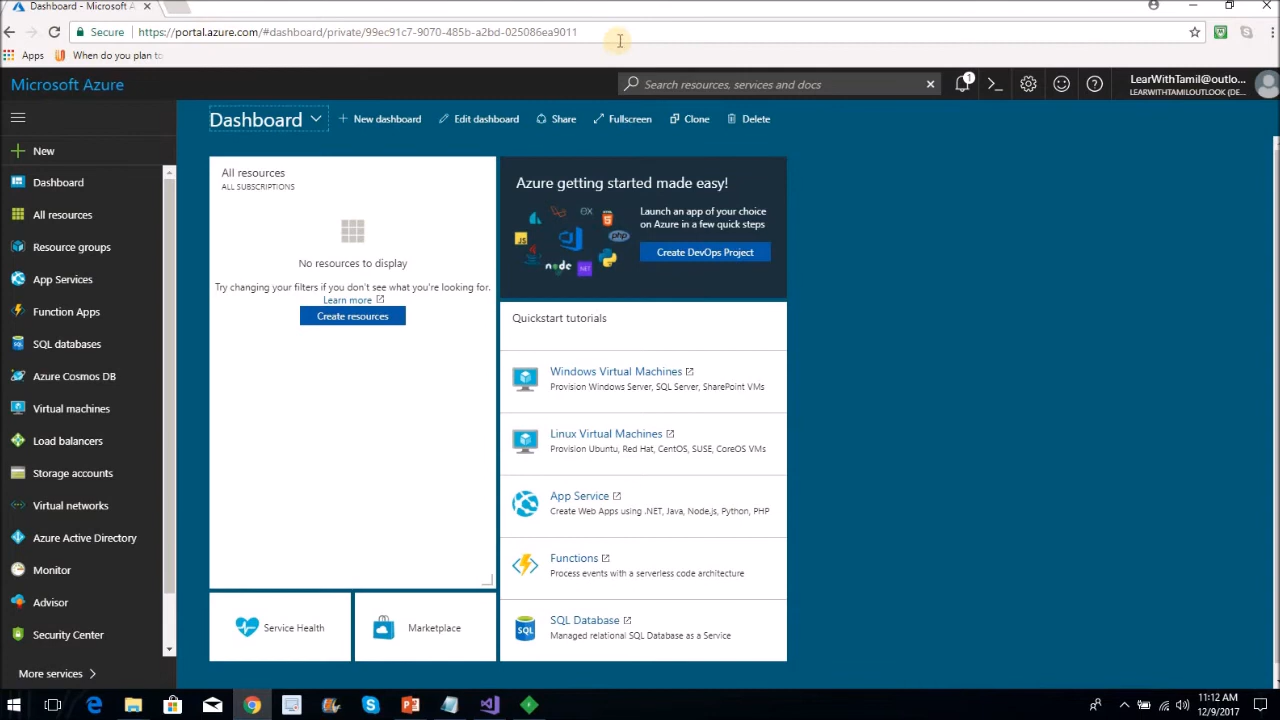 Dashboard - Microsoft A
Secure
https://portal.azure.com/#dashboard/private/99ec91c7-9070-485b-a2bd-025086ea9011
Apps
When do you plan to
Microsoft Azure
Search resources, services and docs
1
LearWithTamil@outlo...
LEARWITHTAMILOUTLOOK (DE...
New
Dashboard
All resources
Resource groups
App Services
Function Apps
SQL databases
Azure Cosmos DB
Virtual machines
Load balancers
Storage accounts
Virtual networks
Azure Active Directory
Monitor
Advisor
Security Center
More services
Dashboard
New dashboard
Edit dashboard
Share
Fullscreen
Clone
Delete
All resources
ALL SUBSCRIPTIONS
No resources to display
Try changing your filters if you don't see what you're looking for.
Learn more
Create resources
Service Health
Marketplace
Azure getting started made easy!
Launch an app of your choice
on Azure in a few quick steps
Create DevOps Project
JS
php
node
Quickstart tutorials
Windows Virtual Machines
Provision Windows Server, SQL Server, SharePoint VMs
Linux Virtual Machines
Provision Ubuntu, Red Hat, CentOS, SUSE, CoreOS VMs
App Service
Create Web Apps using .NET, Java, Node.js, Python, PHP
Functions
Process events with a serverless code architecture
SQL
SQL Database
Managed relational SQL Database as a Service
11:12 AM
12/9/2017